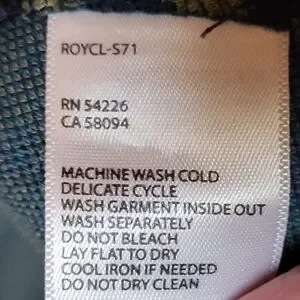 ROYCL-S71
RN 54226
CA 58094
MACHINE WASH COLD
DELICATE CYCLE
WASH GARMENT INSIDE OUT
WASH SEPARATELY
DO NOT BLEACH
LAY FLAT TO DRY
COOL IRON IF NEEDED
DO NOT DRY CLEAN